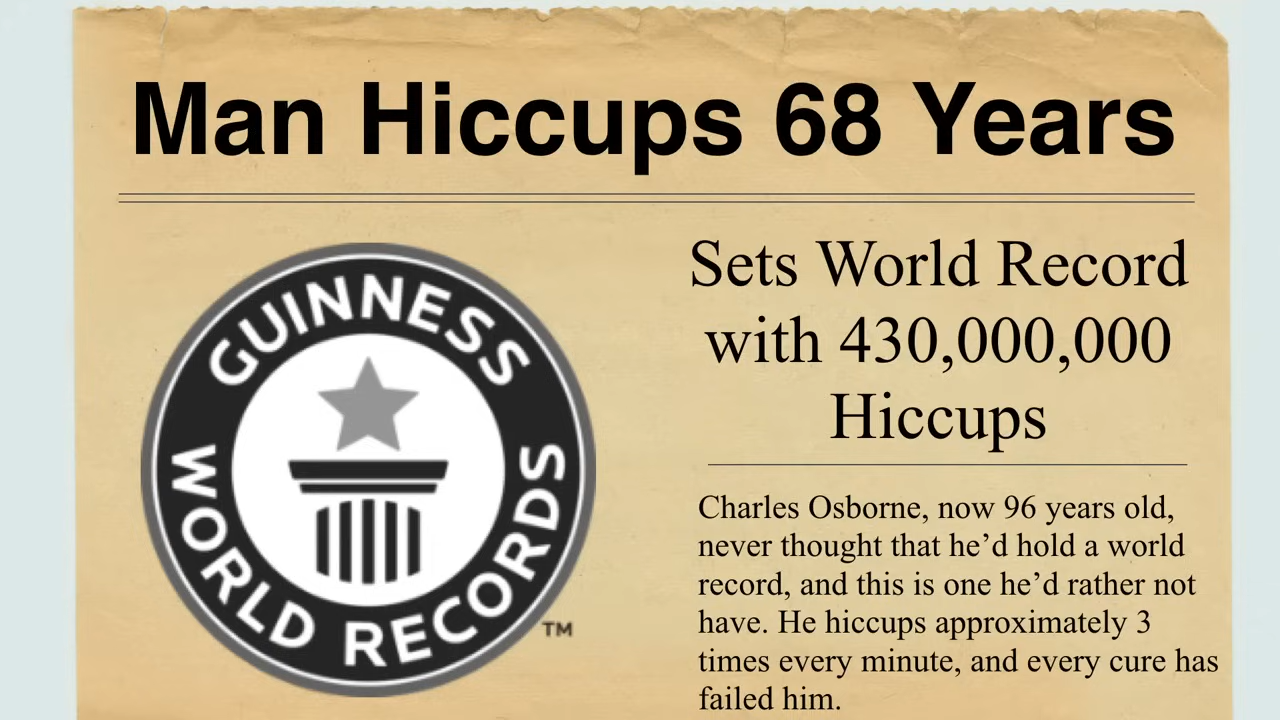 Man Hiccups 68 Years
GUINNESS
WORLD RECORDS
TM
Sets World Record
with 430,000,000
Hiccups
Charles Osborne, now 96 years old,
never thought that he’d hold a world
record, and this is one he’d rather not
have. He hiccups approximately 3
times every minute, and every cure has
failed him.